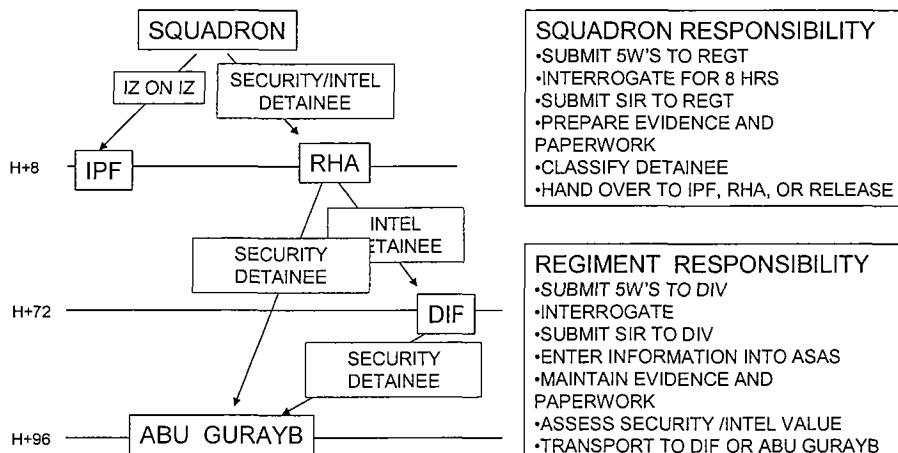 SQUADRON
IZ ON IZ
SECURITY/INTEL
DETAINEE
H+8
IPF
RHA
INTEL
DETAINEE
SECURITY
DETAINEE
H+72
DIF
SECURITY
DETAINEE
H+96
ABU GURAYB
SQUADRON RESPONSIBILITY
•SUBMIT 5W'S TO REGT
•INTERROGATE FOR 8 HRS
•SUBMIT SIR TO REGT
•PREPARE EVIDENCE AND
PAPERWORK
•CLASSIFY DETAINEE
•HAND OVER TO IPF, RHA, OR RELEASE
REGIMENT RESPONSIBILITY
•SUBMIT 5W'S TO DIV
•INTERROGATE
•SUBMIT SIR TO DIV
•ENTER INFORMATION INTO ASAS
•MAINTAIN EVIDENCE AND
PAPERWORK
•ASSESS SECURITY /INTEL VALUE
•TRANSPORT TO DIF OR ABU GURAYB